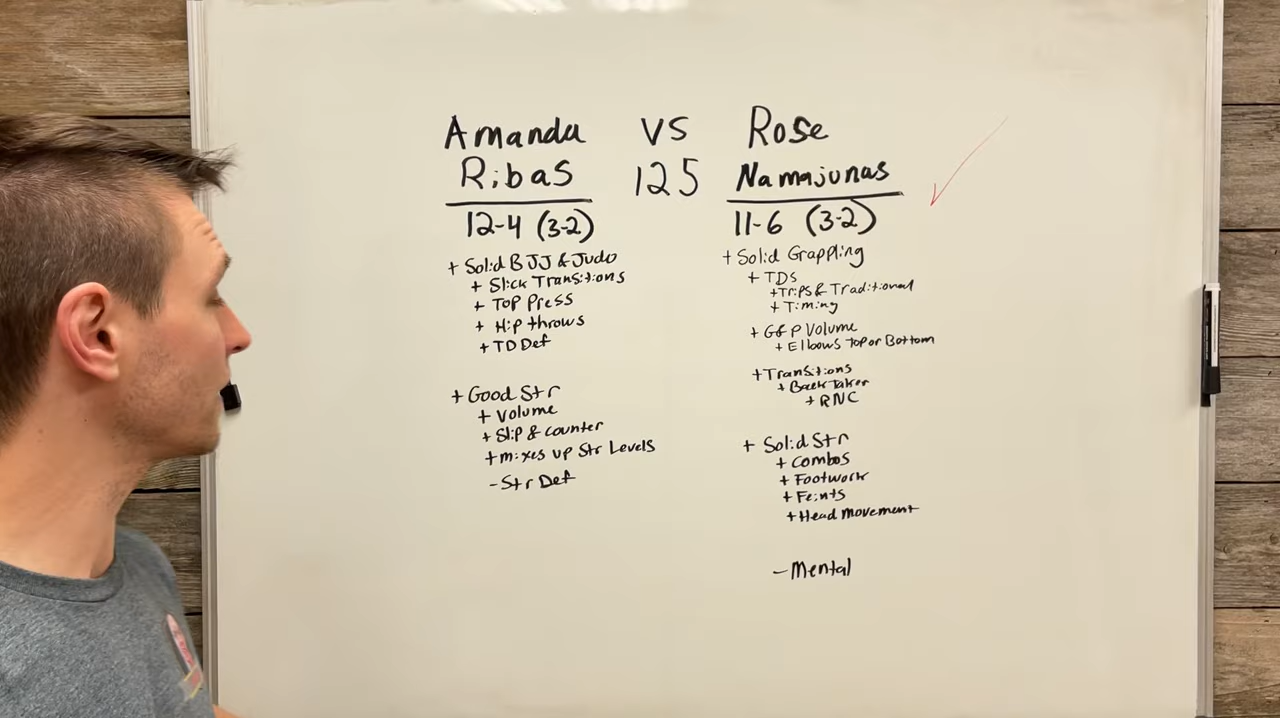 Amanda vs Rose
Ribas 125 Namajunas
12-4 (3-2)
+ Solid BJJ & Judo
+ Slick Transitions
+ Top Press
+ Hip throws
+ TD Def
+ Good Str
+ Volume
+ Slip & counter
+ mixes up Str Levels
- Str Def
11-6 (3-2)
+ Solid Grappling
+ TDs
+ Trips & Traditional
+ Timing
+ G&P Volume
+ Elbows Top or Bottom
+ Transitions
+ Back Taker
+ RNC
+ Solid Str
+ Combos
+ Footwork
+ Feints
+ Head movement
- Mental